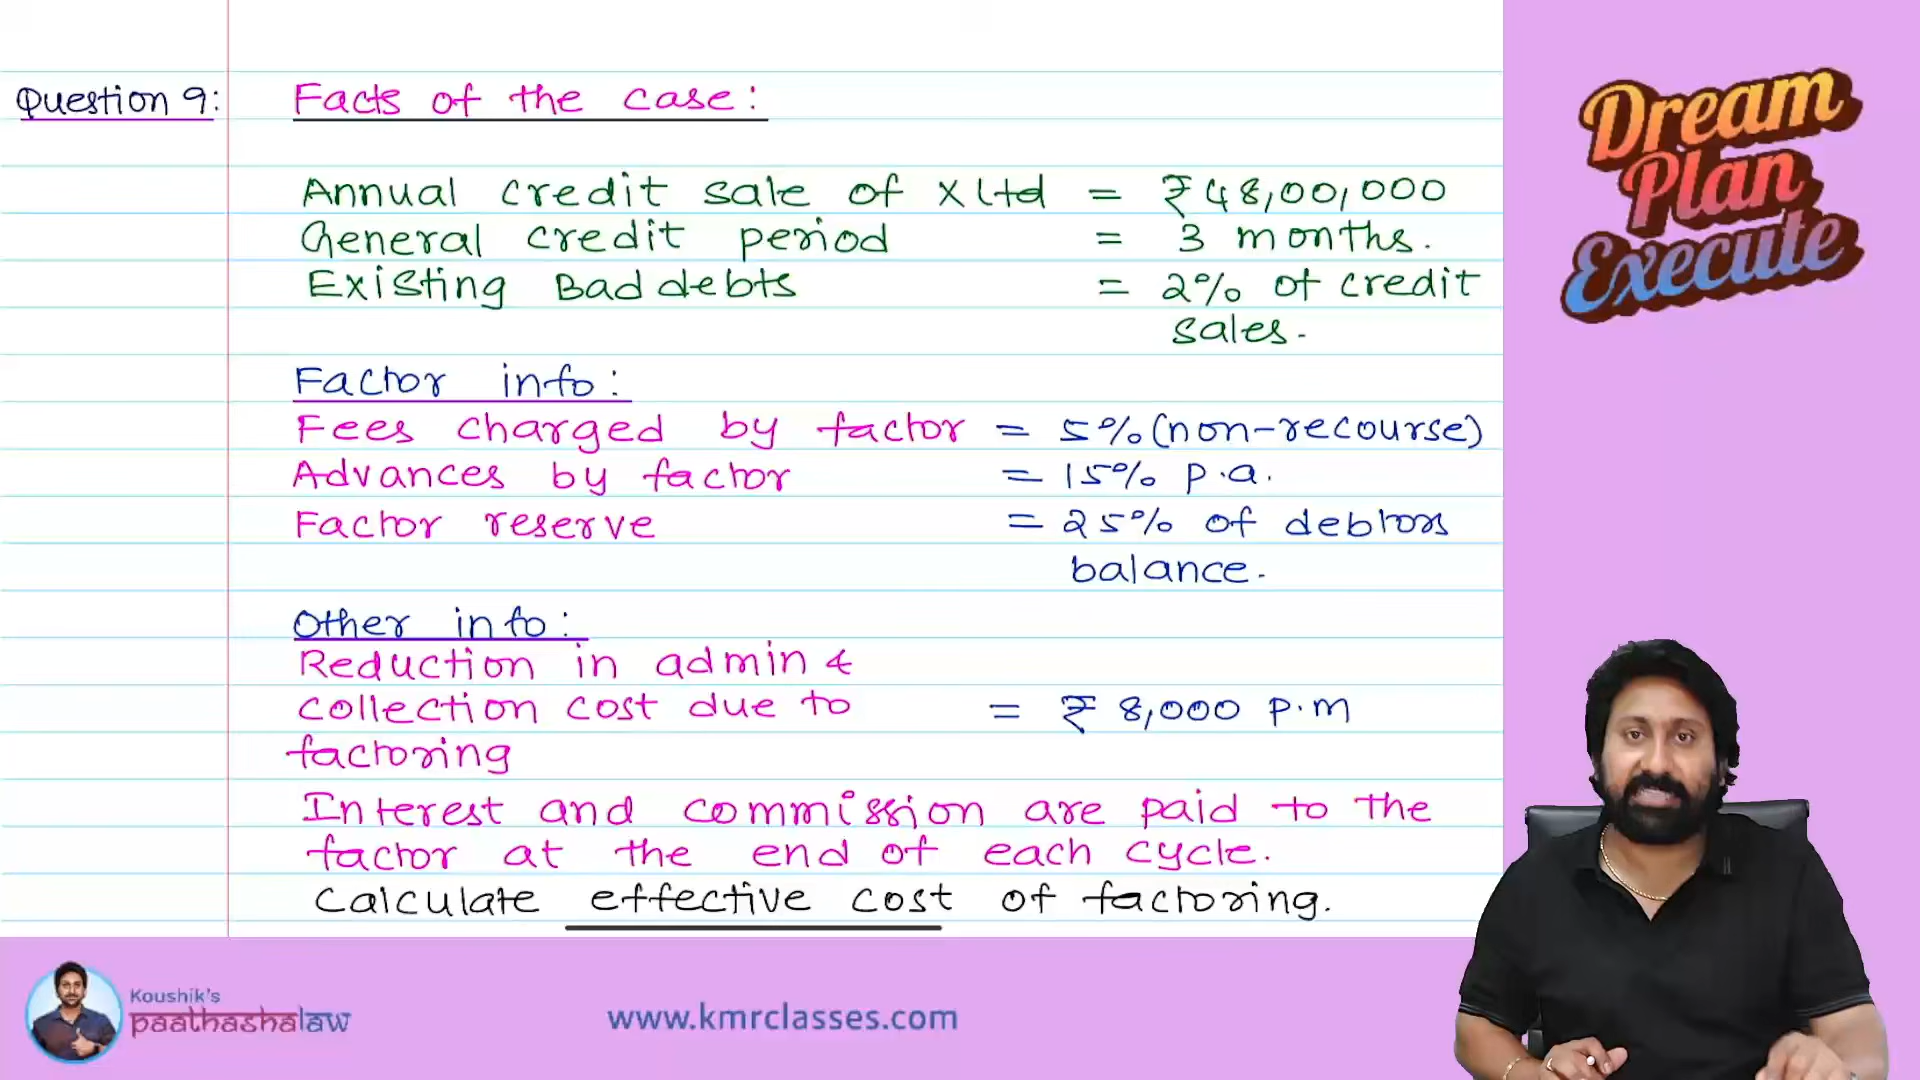 Question 9:
Facts of the case:
Annual credit sale of X Ltd = ₹48,00,000
General credit period = 3 months.
Existing Bad debts = 2% of credit
sales.
Factor info:
Fees charged by factor = 5% (non-recourse)
Advances by factor = 15% p.a.
Factor reserve = 25% of debtors
balance.
Other info:
Reduction in admin &
collection cost due to = ₹ 8,000 p.m
factoring
Interest and commission are paid to the
factor at the end of each cycle.
Calculate effective cost of factoring.
Dream
Plan
Execute
Koushik's
paathashalaw
www.kmrclasses.com